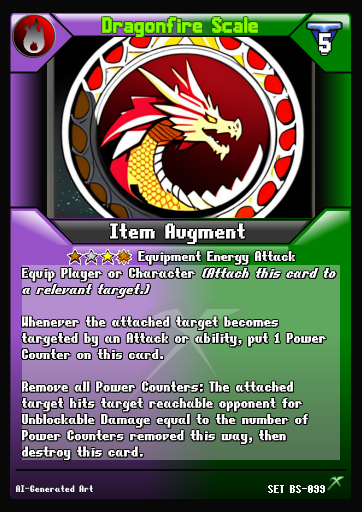 Dragonfire Scale
5
Item Augment
Equipment Energy Attack
Equip Player or Character (Attach this card to
a relevant target.)
Whenever the attached target becomes
targeted by an Attack or ability, put 1 Power
Counter on this card.
Remove all Power Counters: The attached
target hits target reachable opponent for
Unblockable Damage equal to the number of
Power Counters removed this way, then
destroy this card.
AI-Generated Art
SET BS-099